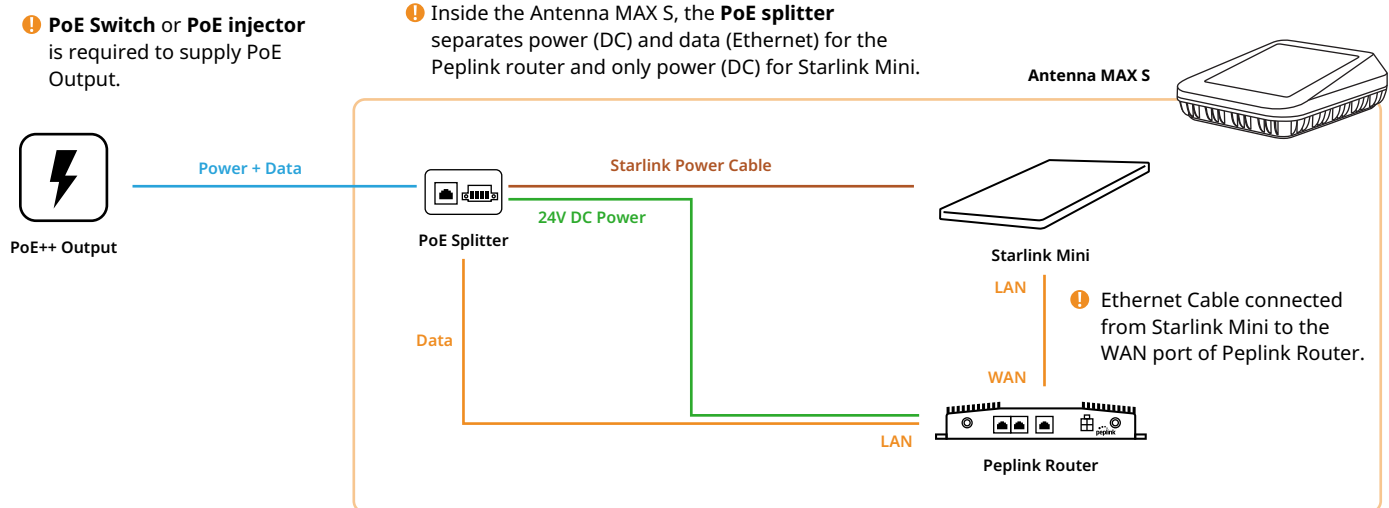 PoE Switch or PoE injector
is required to supply PoE
Output.
Inside the Antenna MAX S, the PoE splitter
separates power (DC) and data (Ethernet) for the
Peplink router and only power (DC) for Starlink Mini.
Antenna MAX S
Power + Data
Starlink Power Cable
24V DC Power
PoE++ Output
PoE Splitter
Starlink Mini
LAN
Ethernet Cable connected
from Starlink Mini to the
WAN port of Peplink Router.
Data
WAN
peplink
LAN
Peplink Router